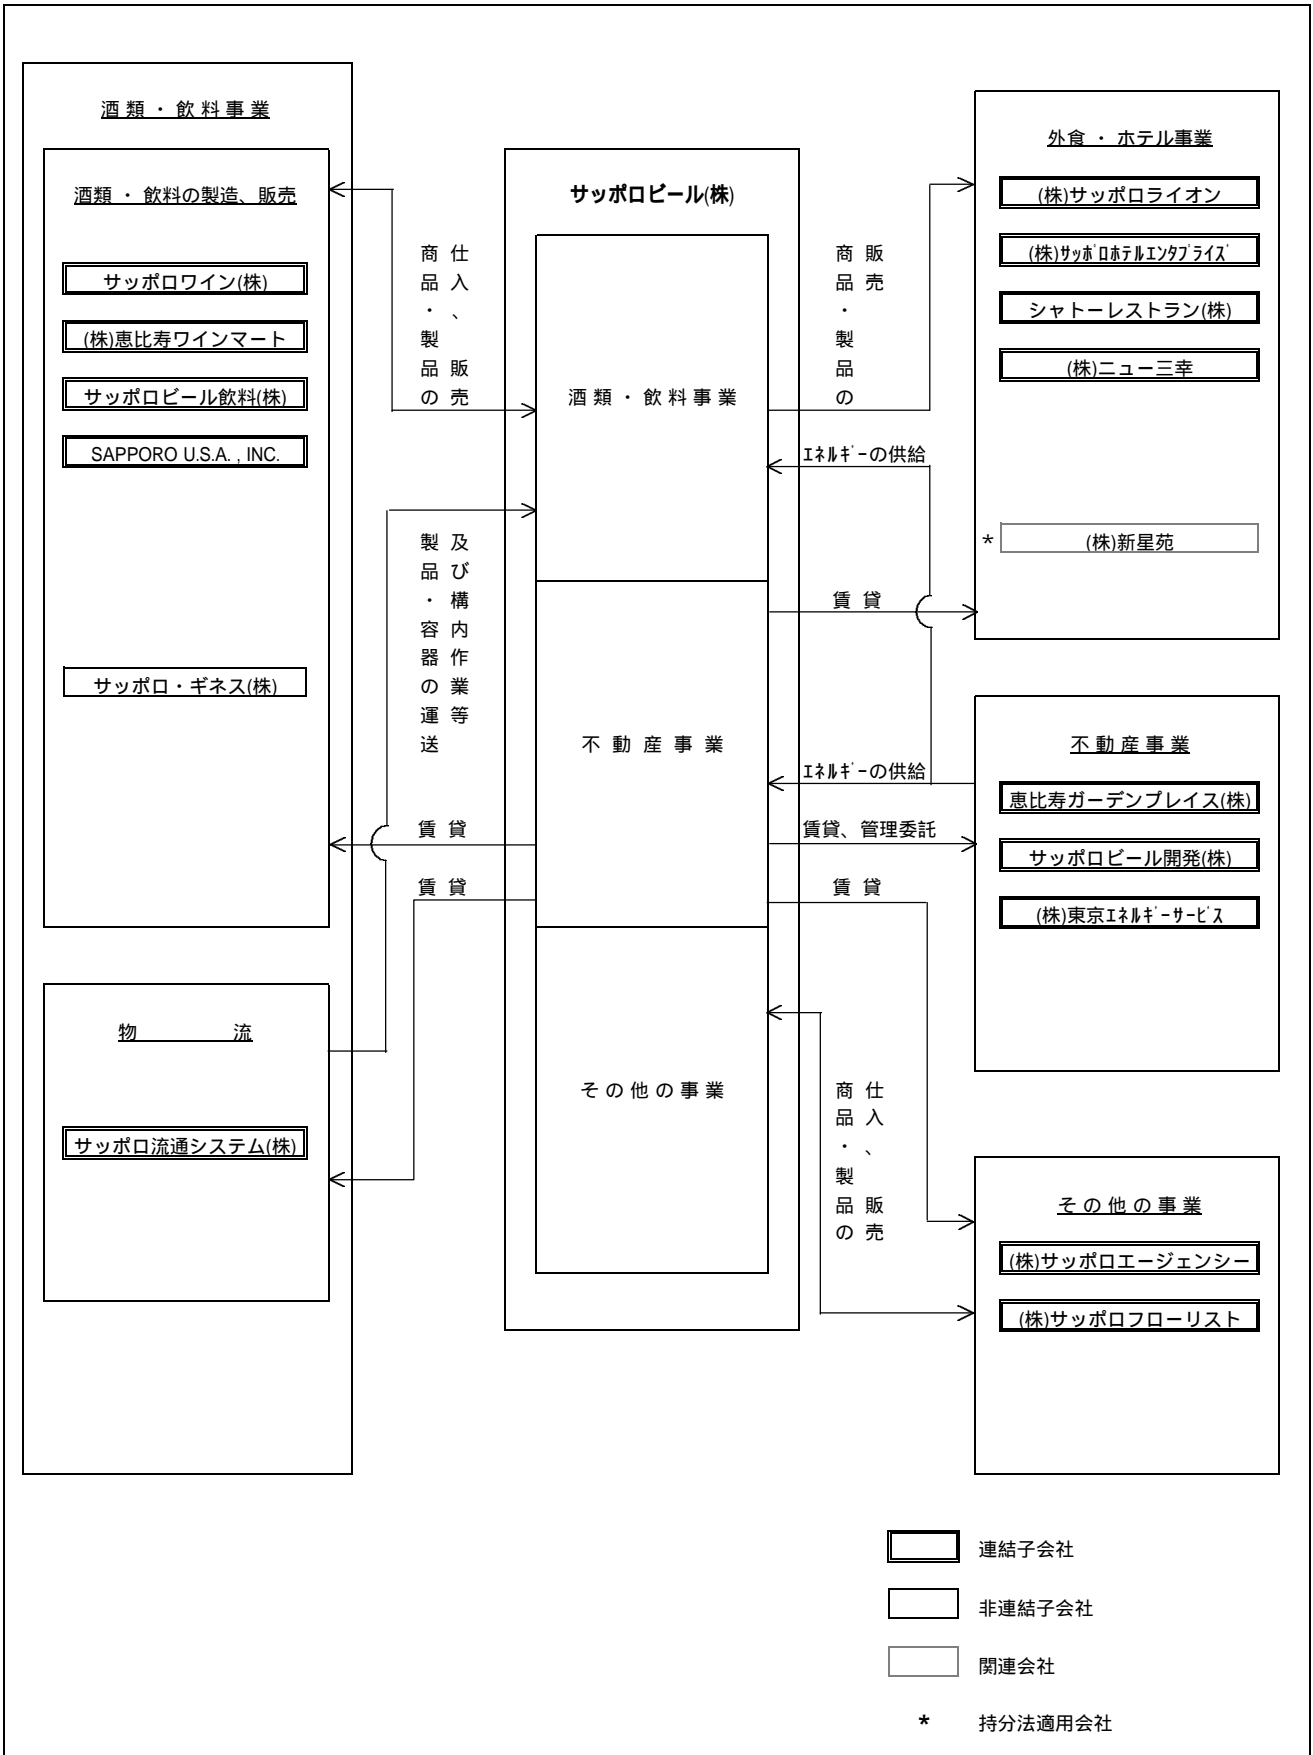 酒類・飲料事業
酒類・飲料の製造、販売
サッポロワイン(株)
(株)恵比寿ワインマート
サッポロビール飲料(株)
SAPPORO U.S.A. , INC.
サッポロ・ギネス(株)
物 流
サッポロ流通システム(株)
商品・製品の
仕入、販売
製品・容器の運送
及び構内作業等
賃貸
賃貸
サッポロビール(株)
酒類・飲料事業
不動産事業
その他の事業
商品・製品の
販売
エネルギーの供給
賃貸
エネルギーの供給
賃貸、管理委託
賃貸
商品・製品の
仕入、販売
外食・ホテル事業
(株)サッポロライオン
(株)サッポロホテルエンタプライズ
シャトーレストラン(株)
(株)ニュー三幸
* (株)新星苑
不動産事業
恵比寿ガーデンプレイス(株)
サッポロビール開発(株)
(株)東京エネルギーサービス
その他の事業
(株)サッポロエージェンシー
(株)サッポロフローリスト
連結子会社
非連結子会社
関連会社
* 持分法適用会社